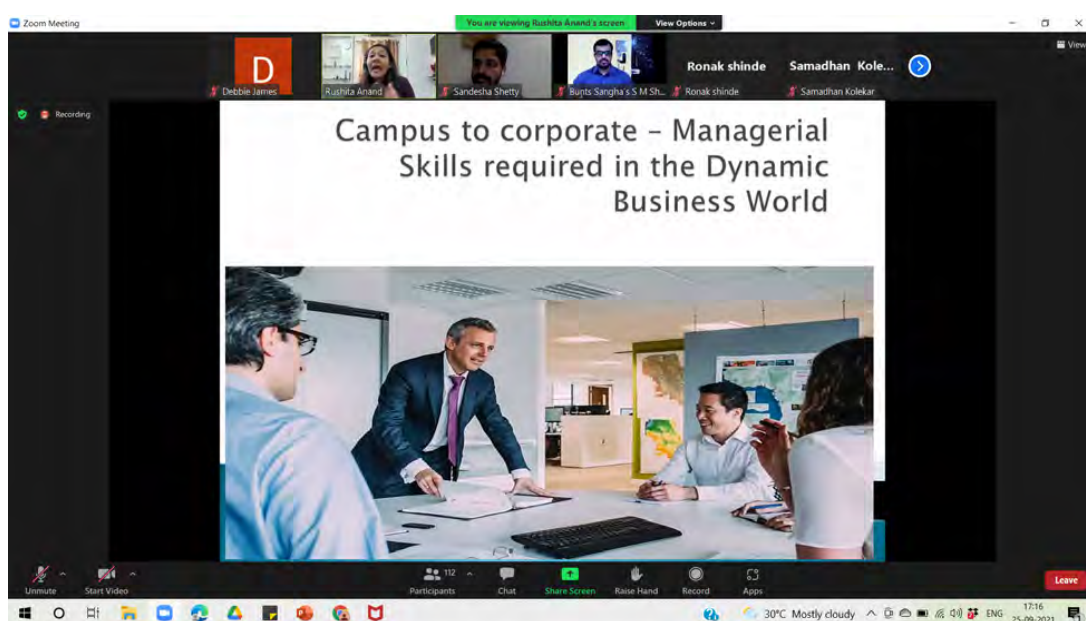 Zoom Meeting
You are viewing Rushita Anand's screen
View Options
View
D
Ronak shinde
Samadhan Kole...
Debbie James
Rushita Anand
Sandesha Shetty
Bunts Sangha's S M Sh...
Ronak shinde
Samadhan Kolekar
Recording
Campus to corporate – Managerial
Skills required in the Dynamic
Business World
Unmute
Start Video
112
Participants
Chat
Share Screen
Raise Hand
Record
Apps
Leave
30°C Mostly cloudy
ENG
17:16
25-09-2021